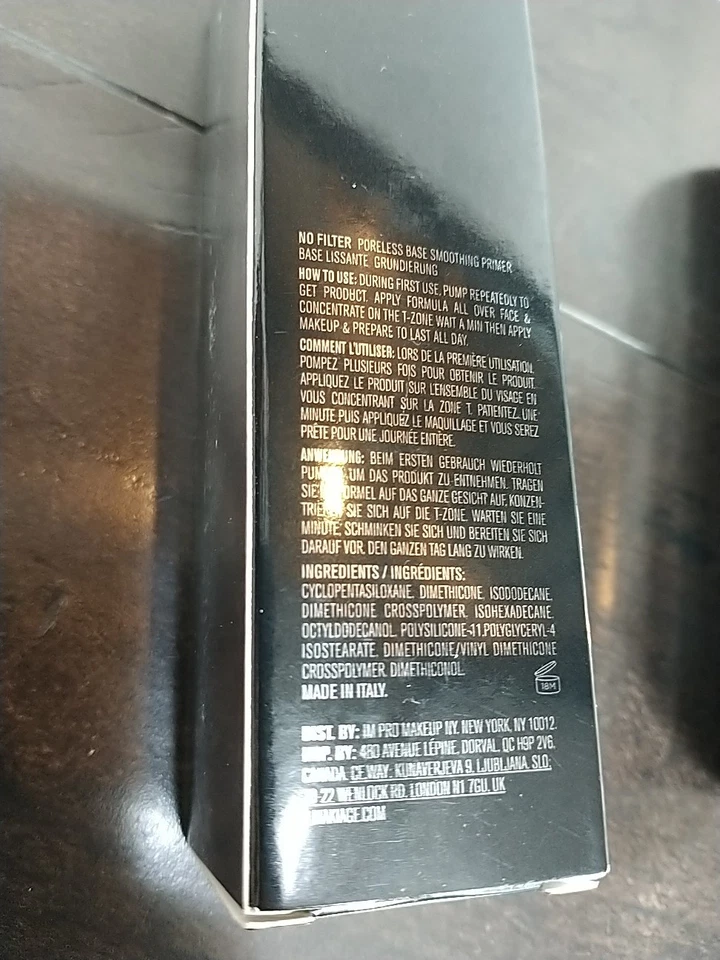 NO FILTER PORELESS BASE SMOOTHING PRIMER
BASE LISSANTE GRUNDIERUNG
HOW TO USE: DURING FIRST USE, PUMP REPEATEDLY TO
GET PRODUCT. APPLY FORMULA ALL OVER FACE &
CONCENTRATE ON THE T-ZONE WAIT A MIN THEN APPLY
MAKEUP & PREPARE TO LAST ALL DAY.
COMMENT L'UTILISER: LORS DE LA PREMIÈRE UTILISATION,
POMPEZ PLUSIEURS FOIS POUR OBTENIR LE PRODUIT.
APPLIQUEZ LE PRODUIT SUR L'ENSEMBLE DU VISAGE EN
VOUS CONCENTRANT SUR LA ZONE T. PATIENTEZ UNE
MINUTE PUIS APPLIQUEZ LE MAQUILLAGE ET VOUS SEREZ
PRÊTE POUR UNE JOURNÉE ENTIÈRE.
ANWENDUNG: BEIM ERSTEN GEBRAUCH WIEDERHOLT
UM DAS PRODUKT ZU ENTNEHMEN. TRAGEN
SIE AUF DAS GANZE GESICHT AUF, KONZEN-
TRIEREN SIE SICH AUF DIE T-ZONE. WARTEN SIE EINE
MINUTE, SCHMINKEN SIE SICH UND BEREITEN SIE SICH
DARAUF VOR, DEN GANZEN TAG LANG ZU WIRKEN.
INGREDIENTS / INGRÉDIENTS:
CYCLOPENTASILOXANE, DIMETHICONE, ISODODECANE,
DIMETHICONE CROSSPOLYMER, ISOHEXADECANE,
OCTYLDODECANOL, POLYSILICONE-11,POLYGLYCERYL-4
ISOSTEARATE, DIMETHICONE/VINYL DIMETHICONE
CROSSPOLYMER, DIMETHICONOL.
MADE IN ITALY.
18M
DIST. BY: IM PRO MAKEUP NY, NEW YORK, NY 10012.
IMP. BY: 480 AVENUE LÉPINE, DORVAL, QC H9P 2V6,
CANADA, CE WAY: KUNAVERJEVA 9, LJUBLJANA, SLO;
WENLOCK RD, LONDON N1 7GU, UK